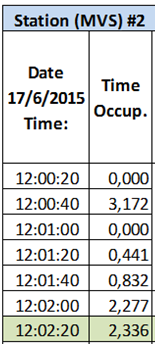 Station (MVS) #2
Date
17/6/2015
Time:
Time
Occup.
12:00:20 0,000
12:00:40 3,172
12:01:00 0,000
12:01:20 0,441
12:01:40 0,832
12:02:00 2,277
12:02:20 2,336